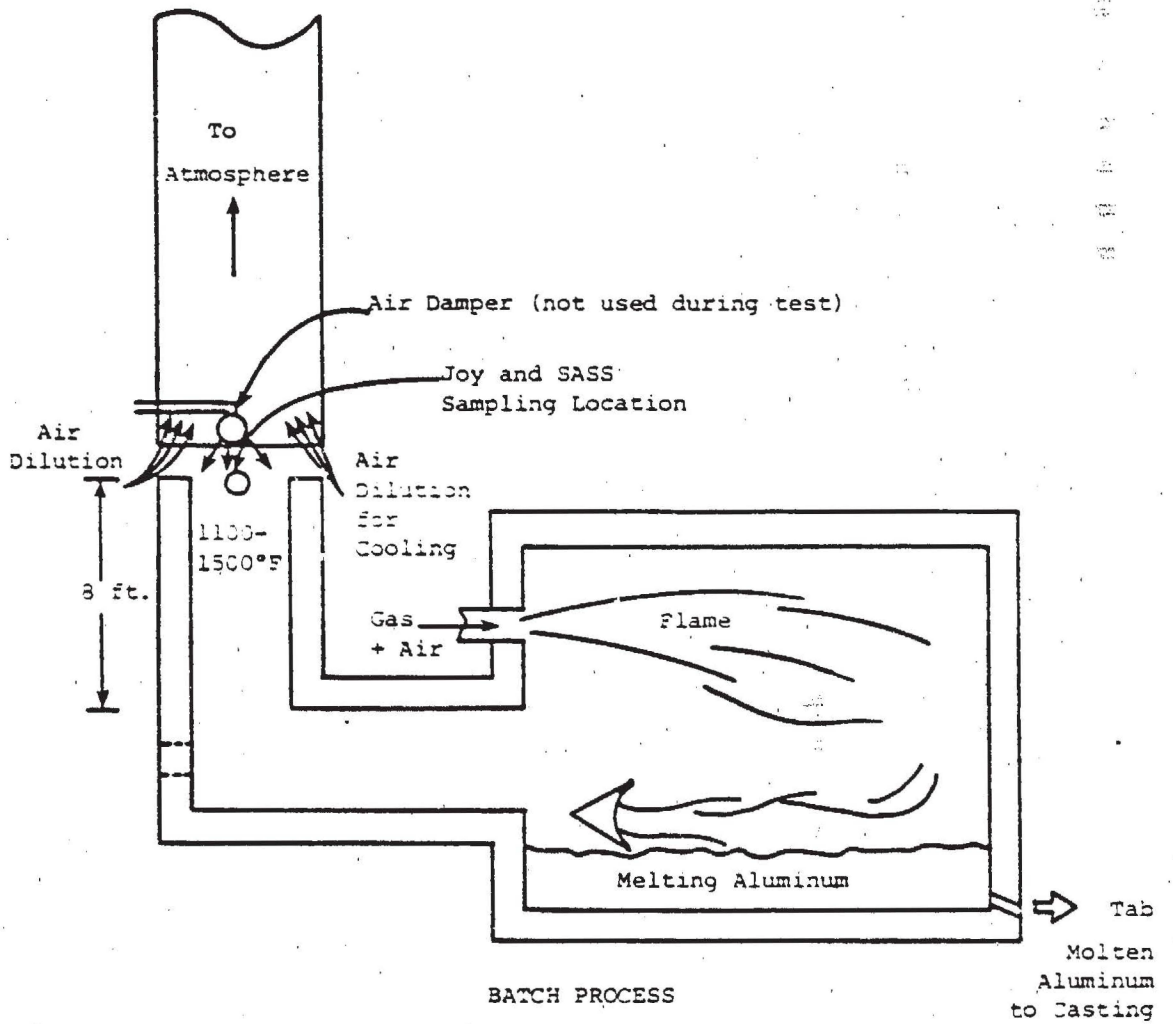 To
Atmosphere
Air Damper (not used during test)
Joy and SASS
Sampling Location
Air
Dilution
Air
Dilution
for
Cooling
1100-
1500°F
8 ft.
Gas
+ Air
Flame
Melting Aluminum
Tab
Molten
Aluminum
to Casting
BATCH PROCESS